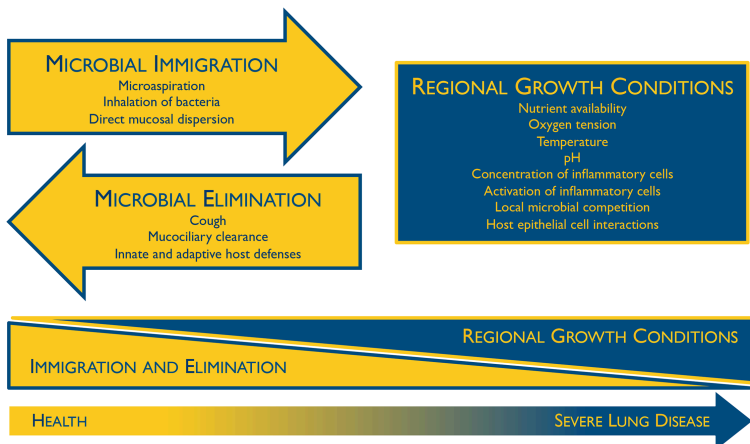 MICROBIAL IMMIGRATION
Microaspiration
Inhalation of bacteria
Direct mucosal dispersion
MICROBIAL ELIMINATION
Cough
Mucociliary clearance
Innate and adaptive host defenses
REGIONAL GROWTH CONDITIONS
Nutrient availability
Oxygen tension
Temperature
pH
Concentration of inflammatory cells
Activation of inflammatory cells
Local microbial competition
Host epithelial cell interactions
REGIONAL GROWTH CONDITIONS
IMMIGRATION AND ELIMINATION
HEALTH
SEVERE LUNG DISEASE